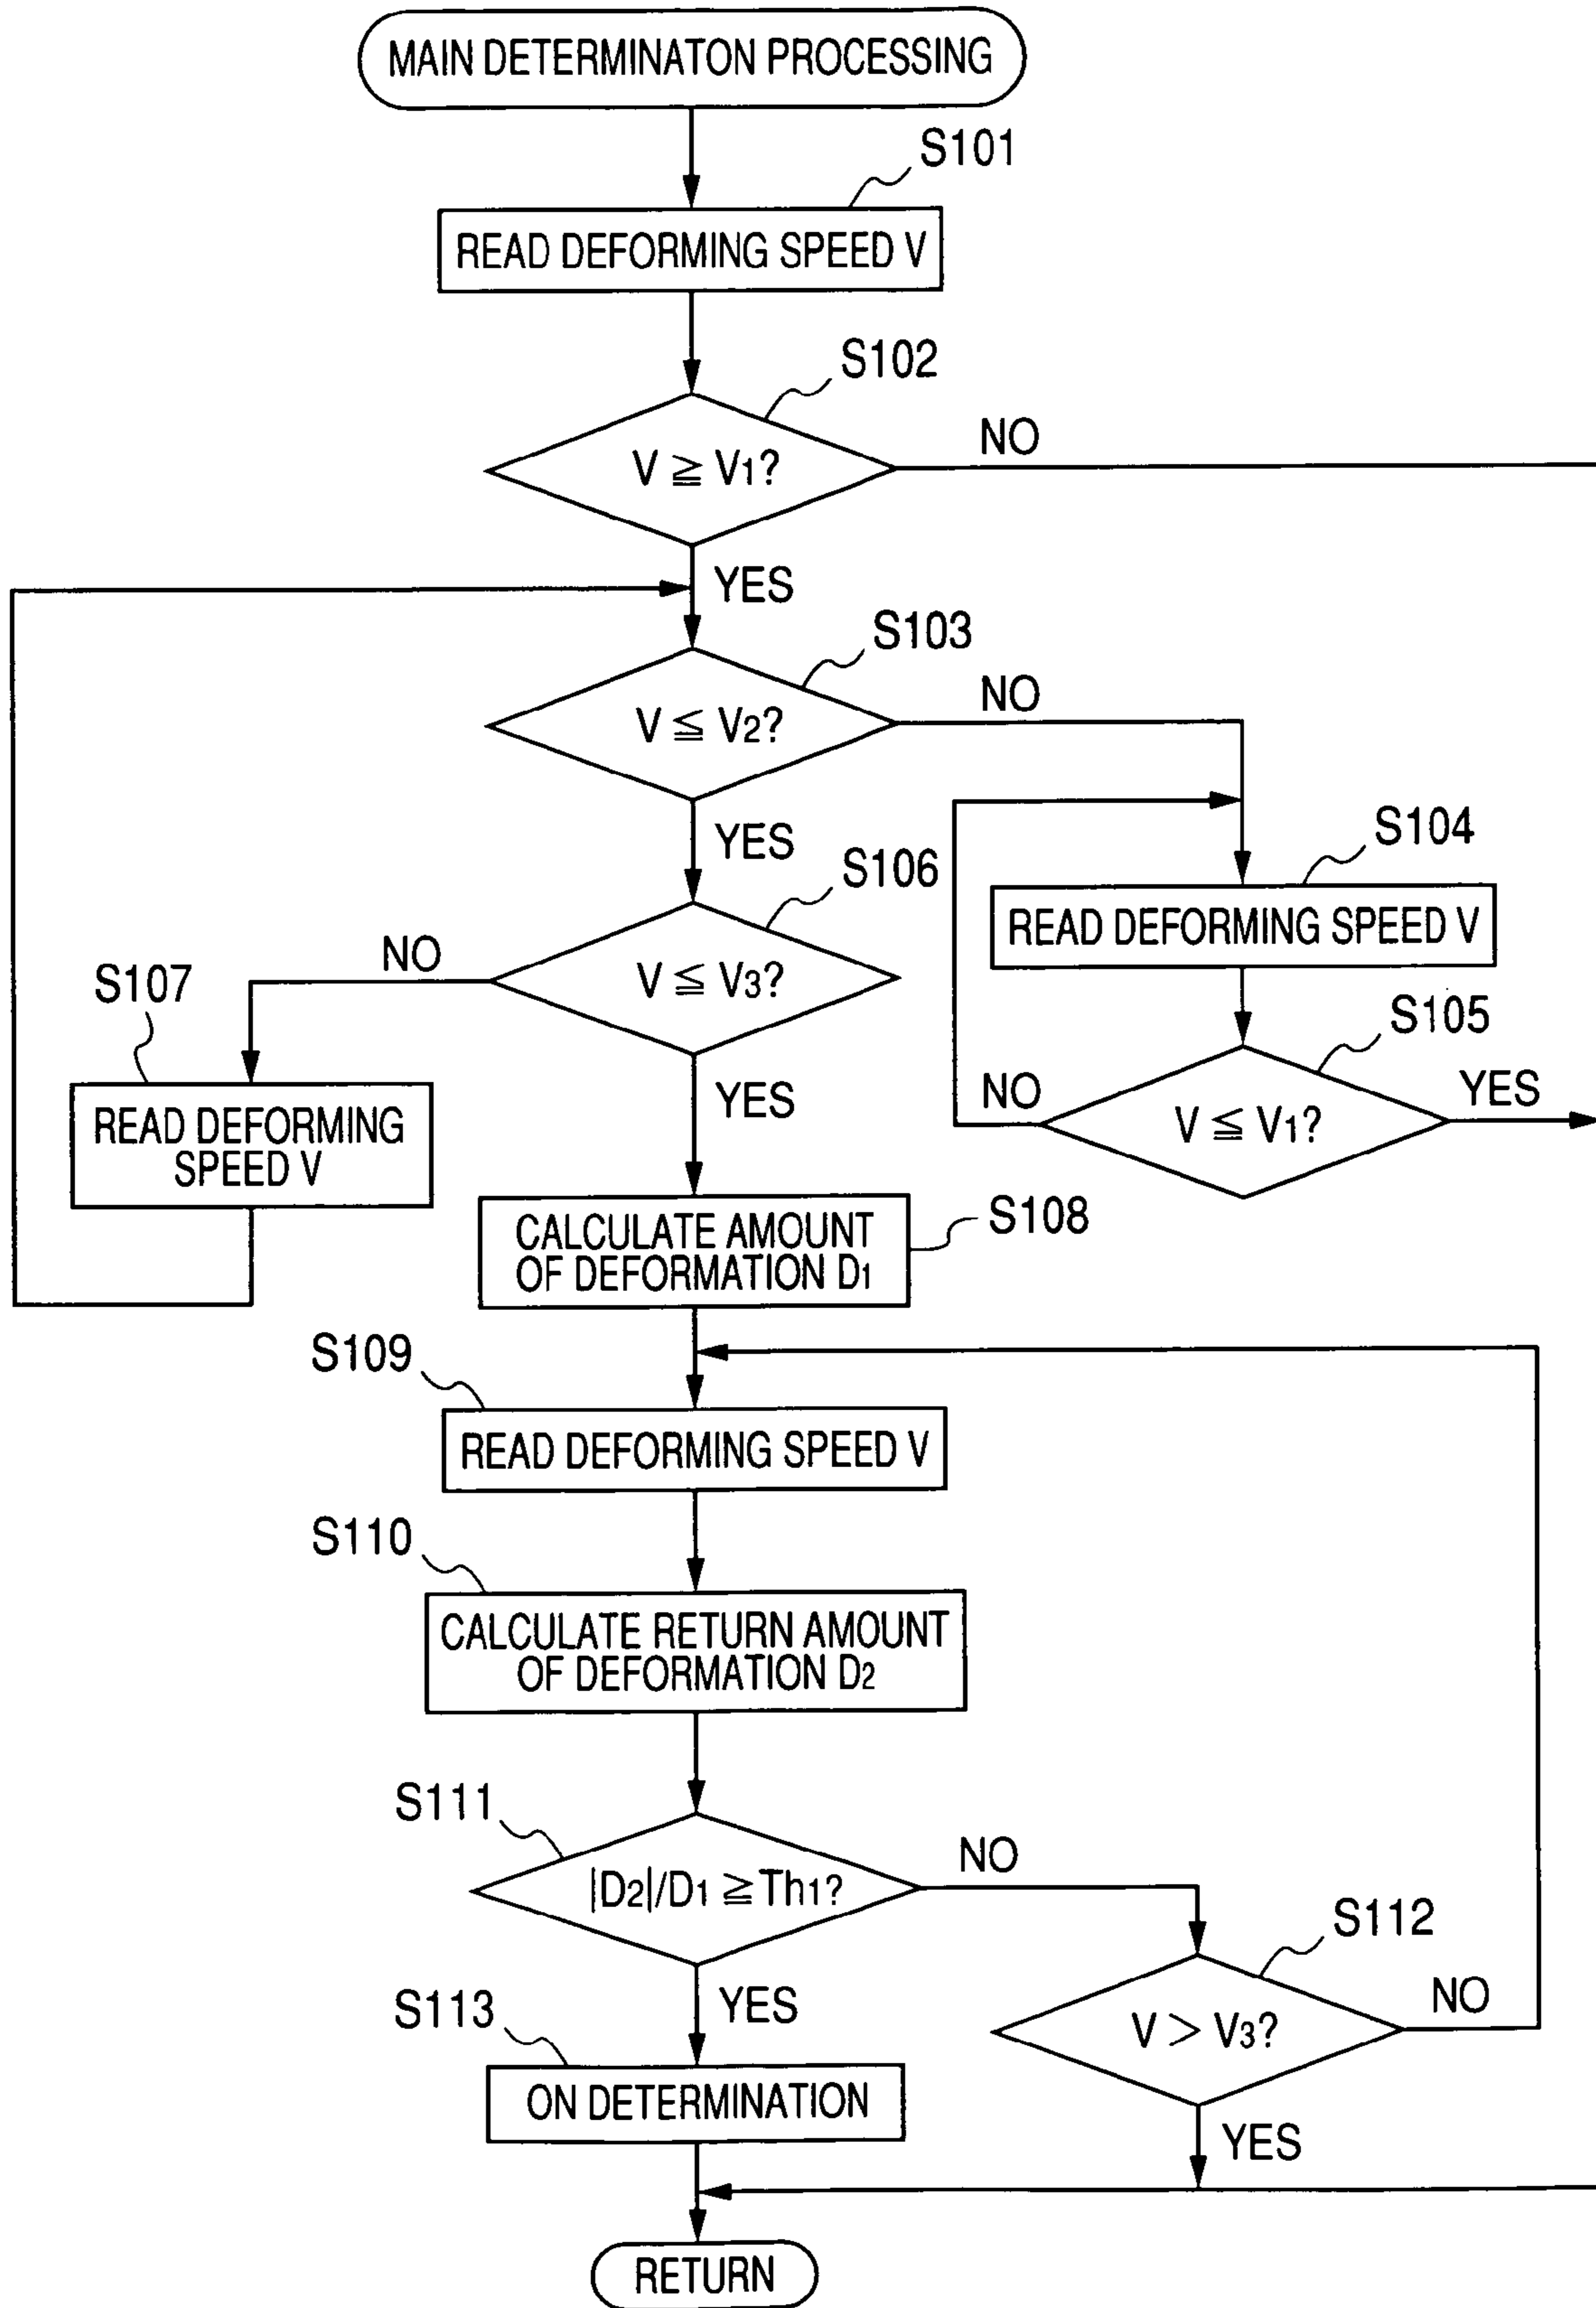 MAIN DETERMINATON PROCESSING
S101
READ DEFORMING SPEED V
S102
V ≧ V1?
NO
YES
S103
V ≦ V2?
NO
YES
S104
READ DEFORMING SPEED V
S105
V ≦ V1?
NO
YES
S106
V ≦ V3?
NO
YES
S107
READ DEFORMING
SPEED V
S108
CALCULATE AMOUNT
OF DEFORMATION D1
S109
READ DEFORMING SPEED V
S110
CALCULATE RETURN AMOUNT
OF DEFORMATION D2
S111
|D2|/D1 ≧ Th1?
NO
YES
S112
V > V3?
NO
YES
S113
ON DETERMINATION
RETURN